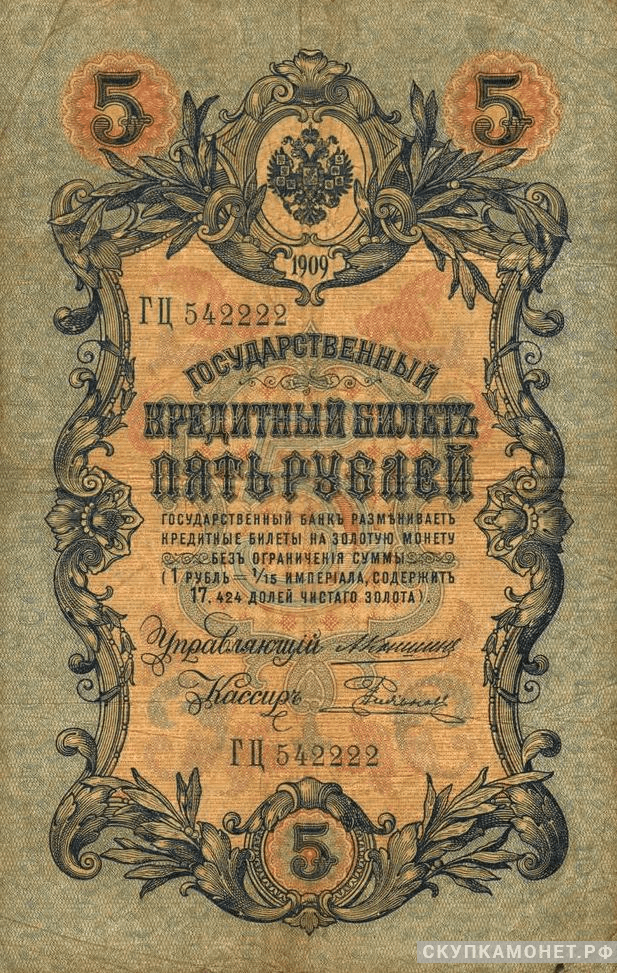 5 5
1909
ГЦ 542222
ГОСУДАРСТВЕННЫЙ
КРЕДИТНЫЙ БИЛЕТЪ
ПЯТЬ РУБЛЕЙ
ГОСУДАРСТВЕННЫЙ БАНКЪ РАЗМѢНИВАЕТЪ
КРЕДИТНЫЕ БИЛЕТЫ НА ЗОЛОТУЮ МОНЕТУ
БЕЗЪ ОГРАНИЧЕНІЯ СУММЫ
(1 РУБЛЬ — 1/15 ИМПЕРІАЛА, СОДЕРЖИТЪ
17,424 ДОЛЕЙ ЧИСТАГО ЗОЛОТА).
Управляющій
Кассиръ
ГЦ 542222
5
СКУПКАМОНЕТ.РФ